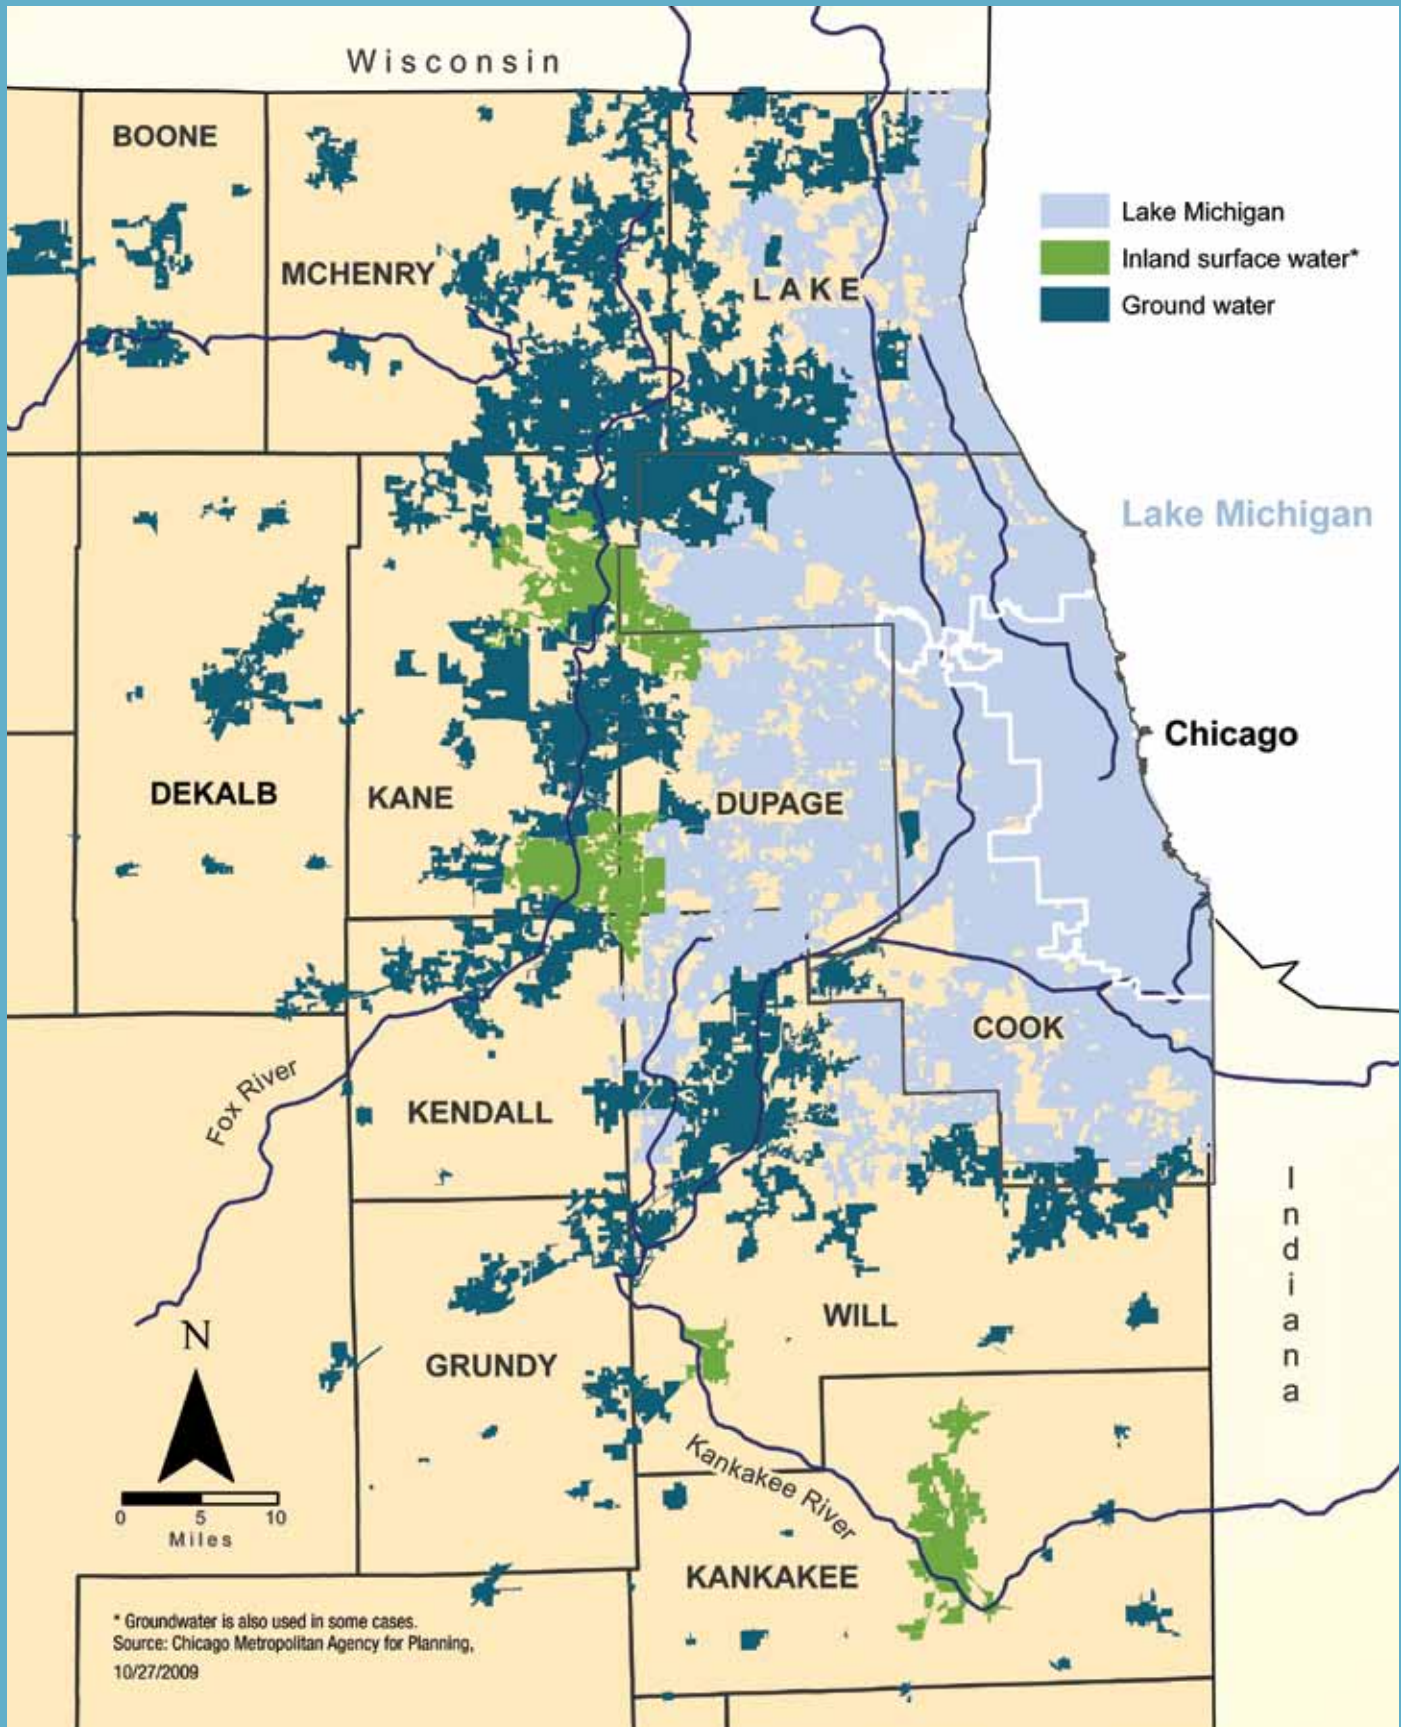 Wisconsin
BOONE
MCHENRY
LAKE
Lake Michigan
Inland surface water*
Ground water
Lake Michigan
Chicago
DEKALB
KANE
DUPAGE
COOK
Fox River
KENDALL
Indiana
WILL
GRUNDY
N
Kankakee River
0 5 10
Miles
KANKAKEE
* Groundwater is also used in some cases.
Source: Chicago Metropolitan Agency for Planning,
10/27/2009